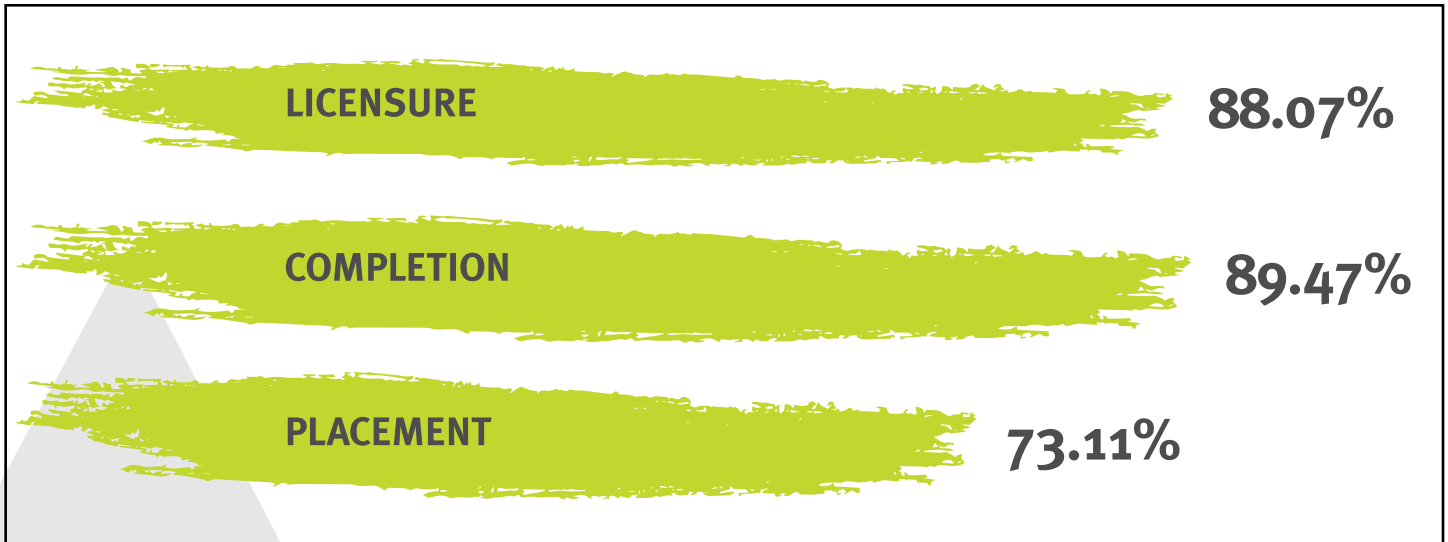 LICENSURE 88.07%
COMPLETION 89.47%
PLACEMENT 73.11%